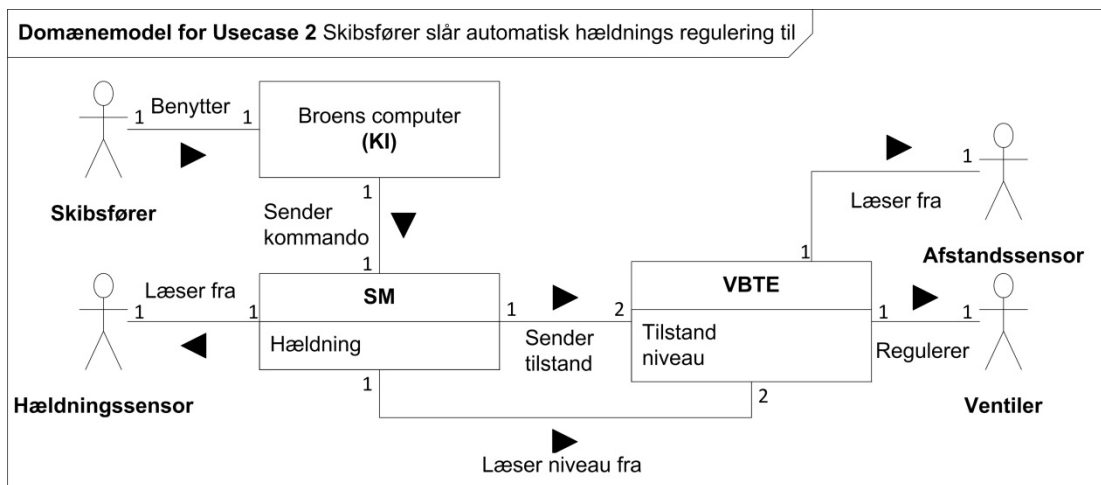 Domænemodel for Usecase 2 Skibsfører slår automatisk hældnings regulering til
Benytter
1
1
Broens computer
(KI)
Skibsfører
1
Sender
kommando
1
Læser fra
1
1
Afstandssensor
Læser fra
1
1
Hældningssensor
SM
Hældning
1
2
Sender
tilstand
VBTE
Tilstand
niveau
1
1
Regulerer
Ventiler
1
2
Læser niveau fra